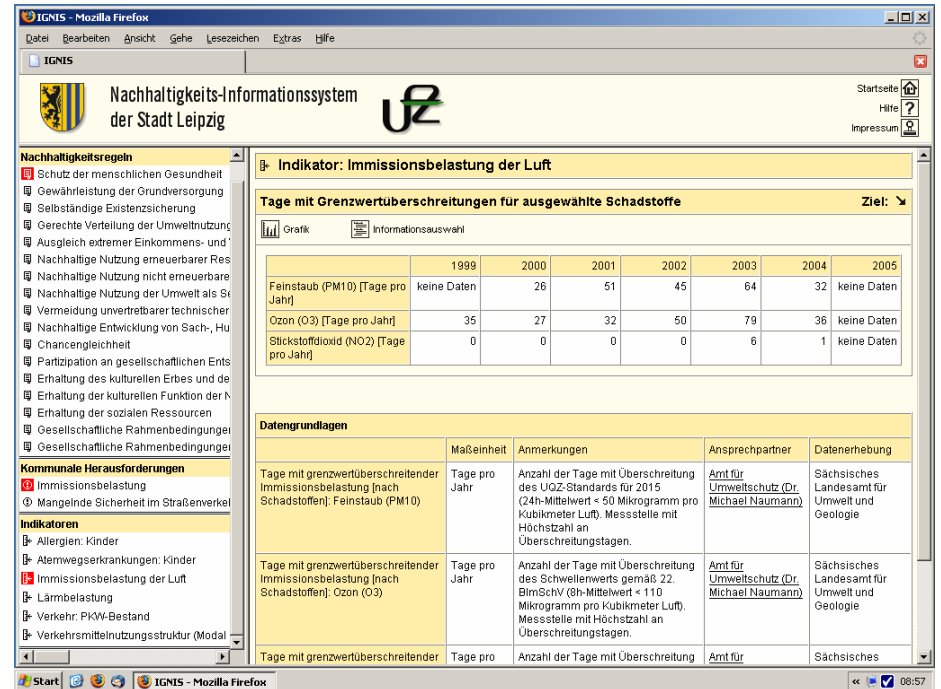 IGNIS - Mozilla Firefox
Datei Bearbeiten Ansicht Gehe Lesezeichen Extras Hilfe
IGNIS
Nachhaltigkeits-Informationssystem
der Stadt Leipzig
UZ
Startseite
Hilfe ?
Impressum
Nachhaltigkeitsregeln
Schutz der menschlichen Gesundheit
Gewährleistung der Grundversorgung
Selbständige Existenzsicherung
Gerechte Verteilung der Umweltnutzung
Ausgleich extremer Einkommens- und
Nachhaltige Nutzung erneuerbarer Res
Nachhaltige Nutzung nicht erneuerbare
Nachhaltige Nutzung der Umwelt als Se
Vermeidung unvertretbarer technischer
Nachhaltige Entwicklung von Sach-, Hu
Chancengleichheit
Partizipation an gesellschaftlichen Ents
Erhaltung des kulturellen Erbes und de
Erhaltung der kulturellen Funktion der N
Erhaltung der sozialen Ressourcen
Gesellschaftliche Rahmenbedingungen
Gesellschaftliche Rahmenbedingungen
Kommunale Herausforderungen
Immissionsbelastung
Mangelnde Sicherheit im Straßenverkel
Indikatoren
Allergien: Kinder
Atemwegserkrankungen: Kinder
Immissionsbelastung der Luft
Lärmbelastung
Verkehr: PKW-Bestand
Verkehrsmittelnutzungsstruktur (Modal
Indikator: Immissionsbelastung der Luft
Tage mit Grenzwertüberschreitungen für ausgewählte Schadstoffe Ziel:
Grafik Informationsauswahl
1999 2000 2001 2002 2003 2004 2005
Feinstaub (PM10) [Tage pro keine Daten 26 51 45 64 32 keine Daten
Jahr]
Ozon (O3) [Tage pro Jahr] 35 27 32 50 79 36 keine Daten
Stickstoffdioxid (NO2) [Tage 0 0 0 0 6 1 keine Daten
pro Jahr]
Datengrundlagen
Maßeinheit Anmerkungen Ansprechpartner Datenerhebung
Tage mit grenzwertüberschreitender Tage pro Anzahl der Tage mit Überschreitung Amt für Sächsisches
Immissionsbelastung [nach Jahr des UQZ-Standards für 2015 Umweltschutz (Dr. Landesamt für
Schadstoffen]: Feinstaub (PM10) (24h-Mittelwert < 50 Mikrogramm pro Michael Naumann) Umwelt und
Kubikmeter Luft). Messstelle mit Geologie
Höchstzahl an
Überschreitungstagen.
Tage mit grenzwertüberschreitender Tage pro Anzahl der Tage mit Überschreitung Amt für Sächsisches
Immissionsbelastung [nach Jahr des Schwellenwerts gemäß 22. Umweltschutz (Dr. Landesamt für
Schadstoffen]: Ozon (O3) BImSchV (8h-Mittelwert < 110 Michael Naumann) Umwelt und
Mikrogramm pro Kubikmeter Luft). Geologie
Messstelle mit Höchstzahl an
Überschreitungstagen.
Tage mit grenzwertüberschreitender Tage pro Anzahl der Tage mit Überschreitung Amt für Sächsisches
Start IGNIS - Mozilla Firefox « 08:57